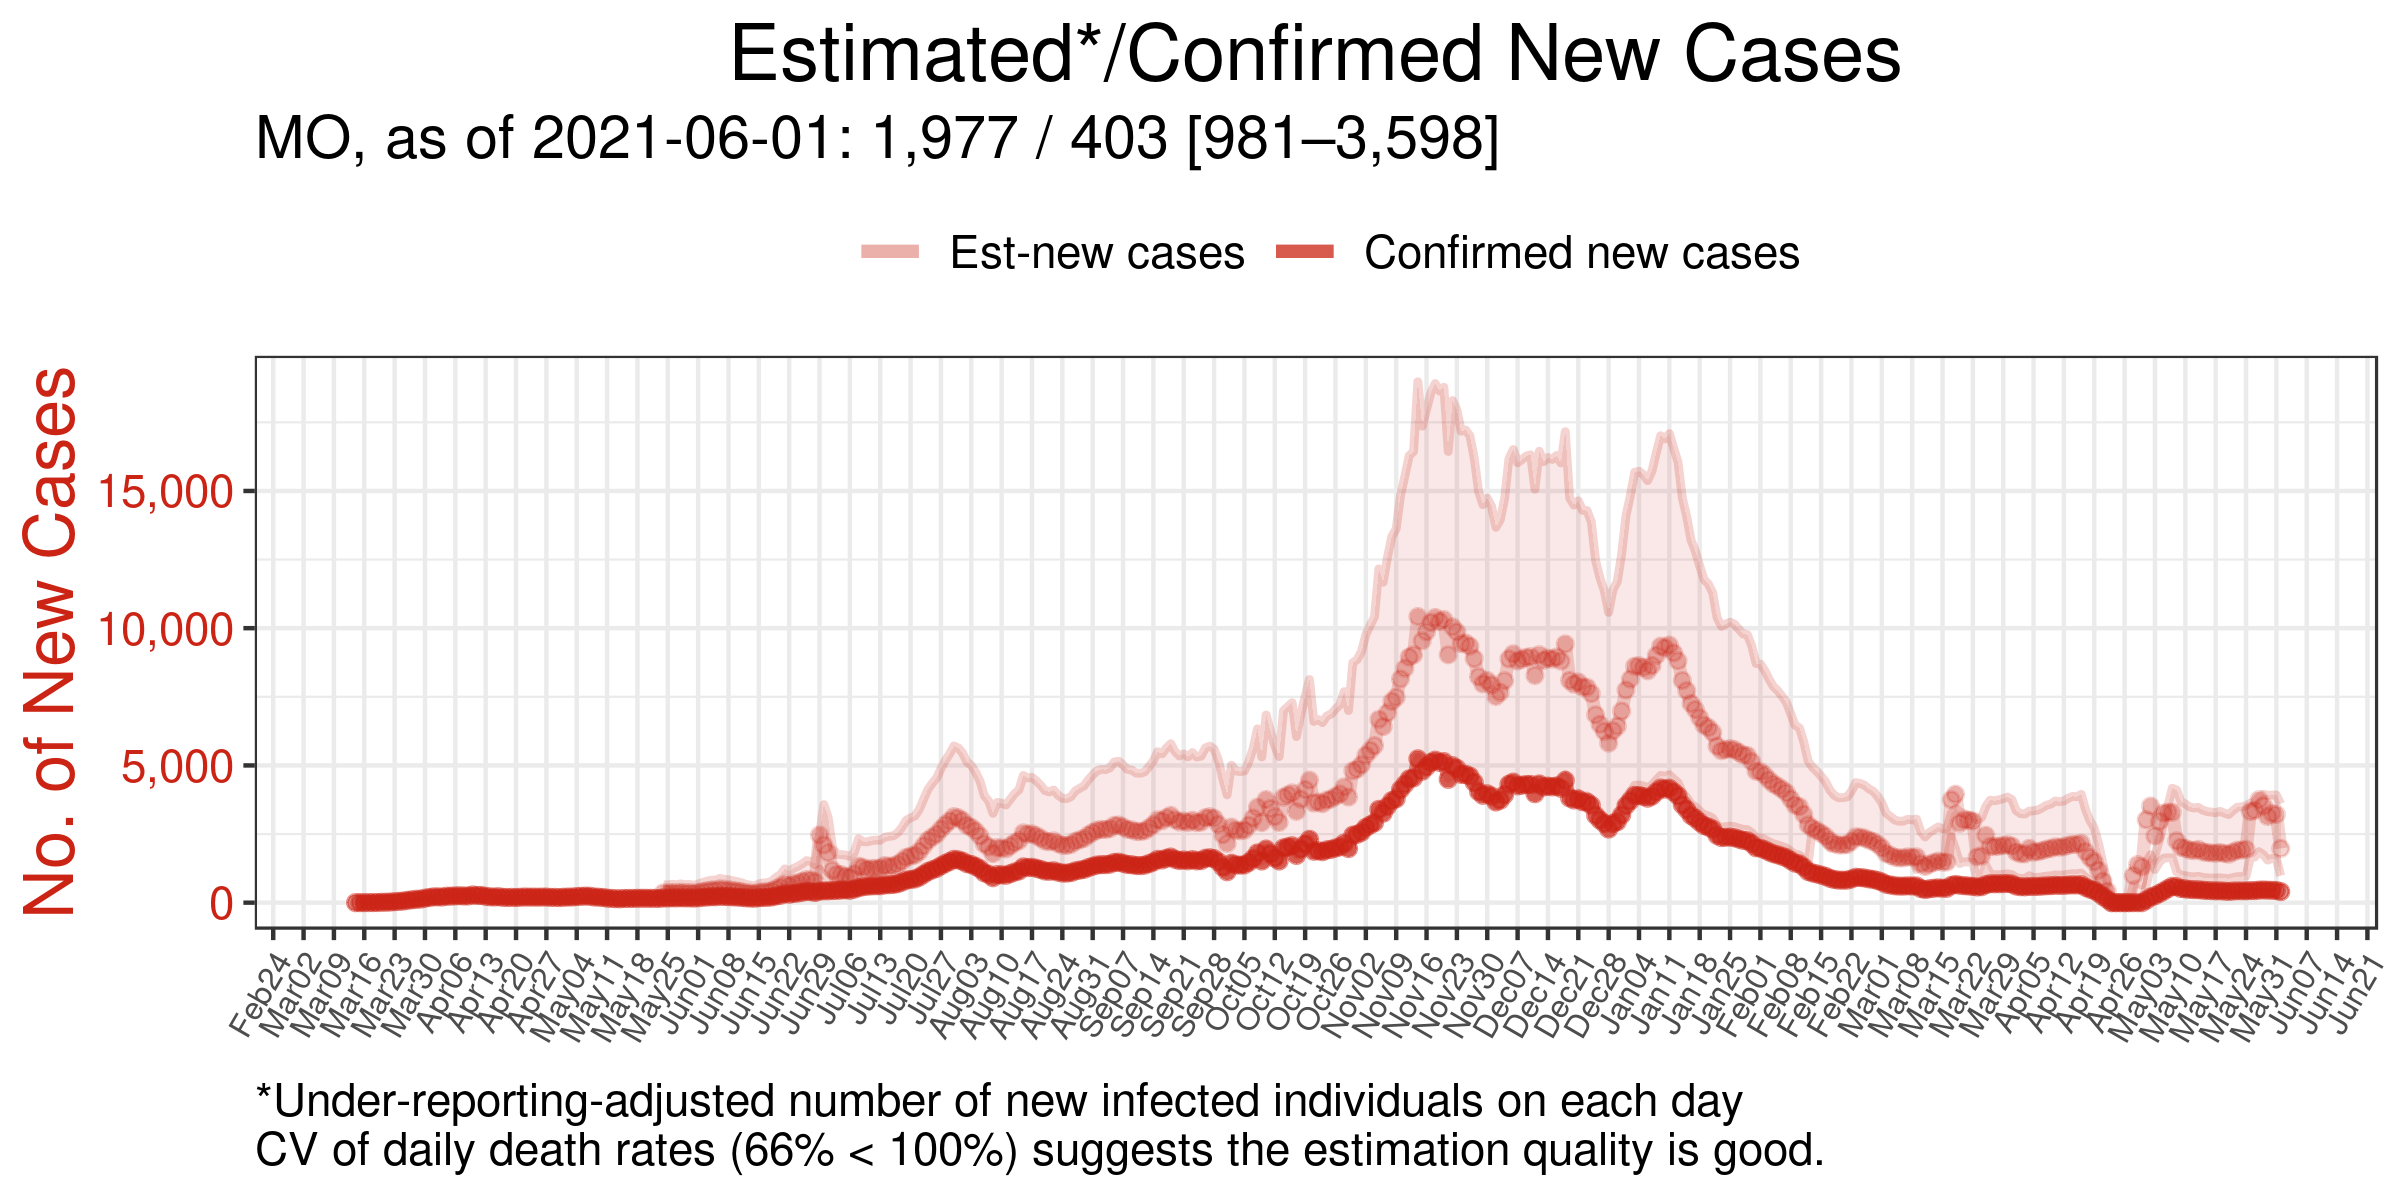 Estimated*/Confirmed New Cases
MO, as of 2021-06-01: 1,977 / 403 [981–3,598]
Est-new cases
Confirmed new cases
No. of New Cases
15,000
10,000
5,000
0
Feb24
Mar02
Mar09
Mar16
Mar23
Mar30
Apr06
Apr13
Apr20
Apr27
May04
May11
May18
May25
Jun01
Jun08
Jun15
Jun22
Jun29
Jul06
Jul13
Jul20
Jul27
Aug03
Aug10
Aug17
Aug24
Aug31
Sep07
Sep14
Sep21
Sep28
Oct05
Oct12
Oct19
Oct26
Nov02
Nov09
Nov16
Nov23
Nov30
Dec07
Dec14
Dec21
Dec28
Jan04
Jan11
Jan18
Jan25
Feb01
Feb08
Feb15
Feb22
Mar01
Mar08
Mar15
Mar22
Mar29
Apr05
Apr12
Apr19
Apr26
May03
May10
May17
May24
May31
Jun07
Jun14
Jun21
*Under-reporting-adjusted number of new infected individuals on each day
CV of daily death rates (66% < 100%) suggests the estimation quality is good.